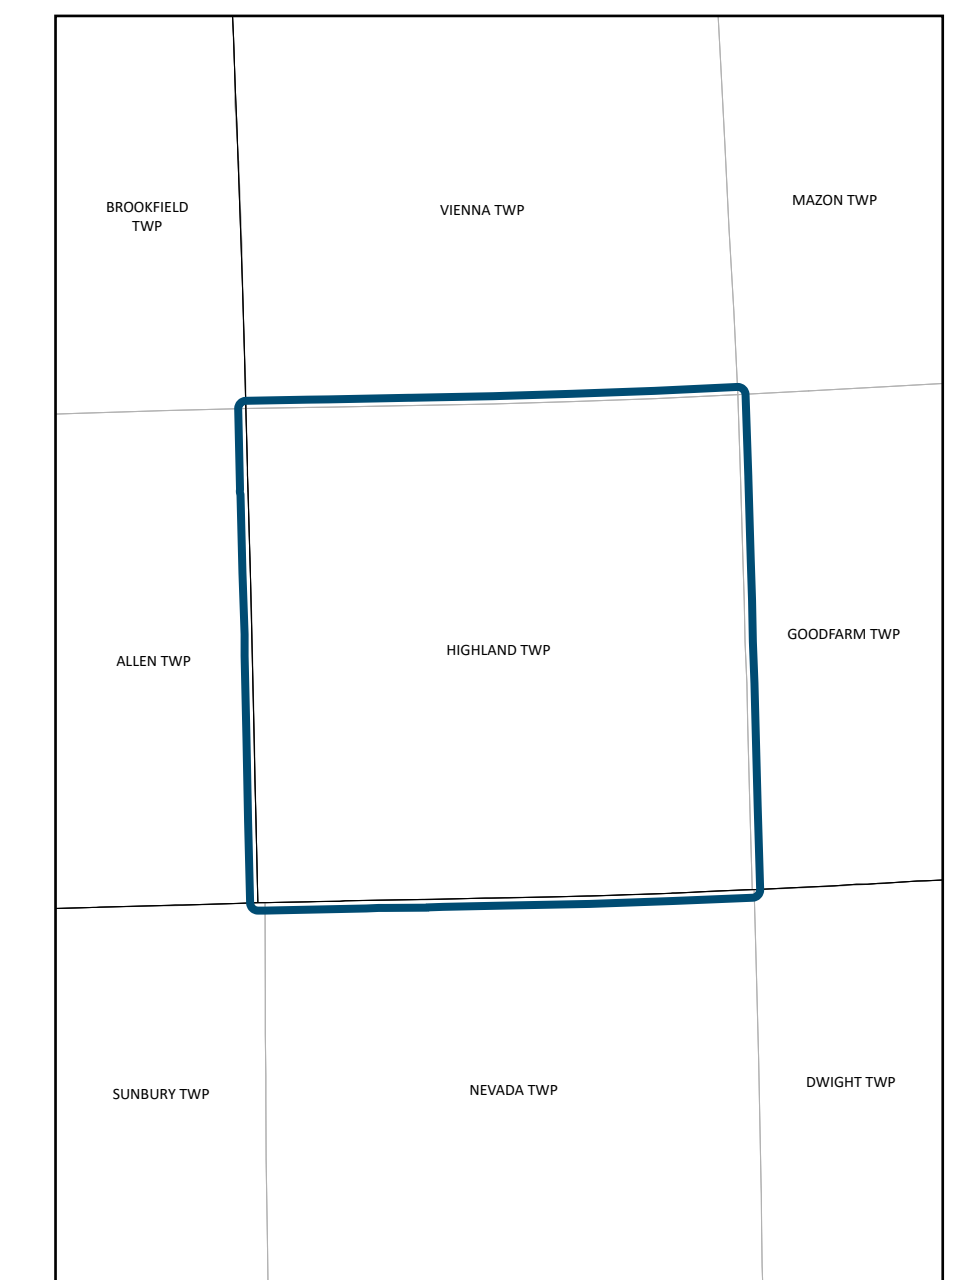 BROOKFIELD
TWP
VIENNA TWP
MAZON TWP
ALLEN TWP
HIGHLAND TWP
GOODFARM TWP
SUNBURY TWP
NEVADA TWP
DWIGHT TWP